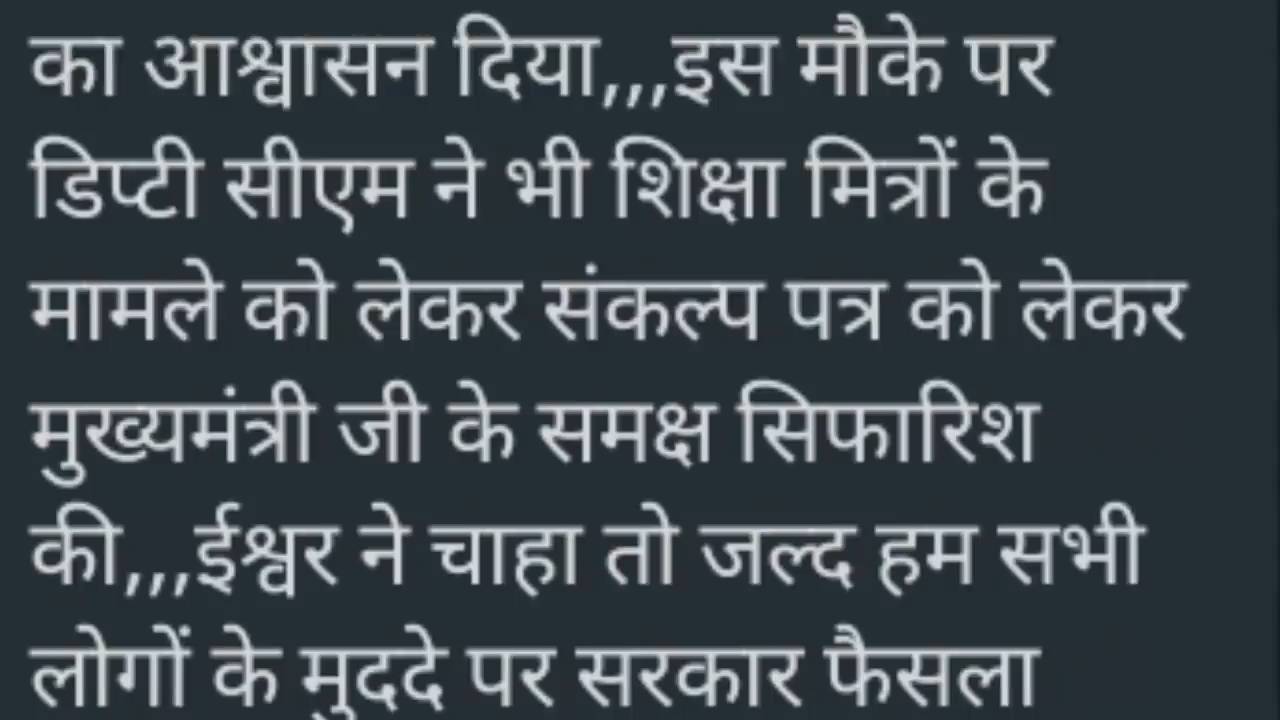 का आश्वासन दिया,,,इस मौके पर
डिप्टी सीएम ने भी शिक्षा मित्रों के
मामले को लेकर संकल्प पत्र को लेकर
मुख्यमंत्री जी के समक्ष सिफारिश
की,,,ईश्वर ने चाहा तो जल्द हम सभी
लोगों के मुददे पर सरकार फैसला